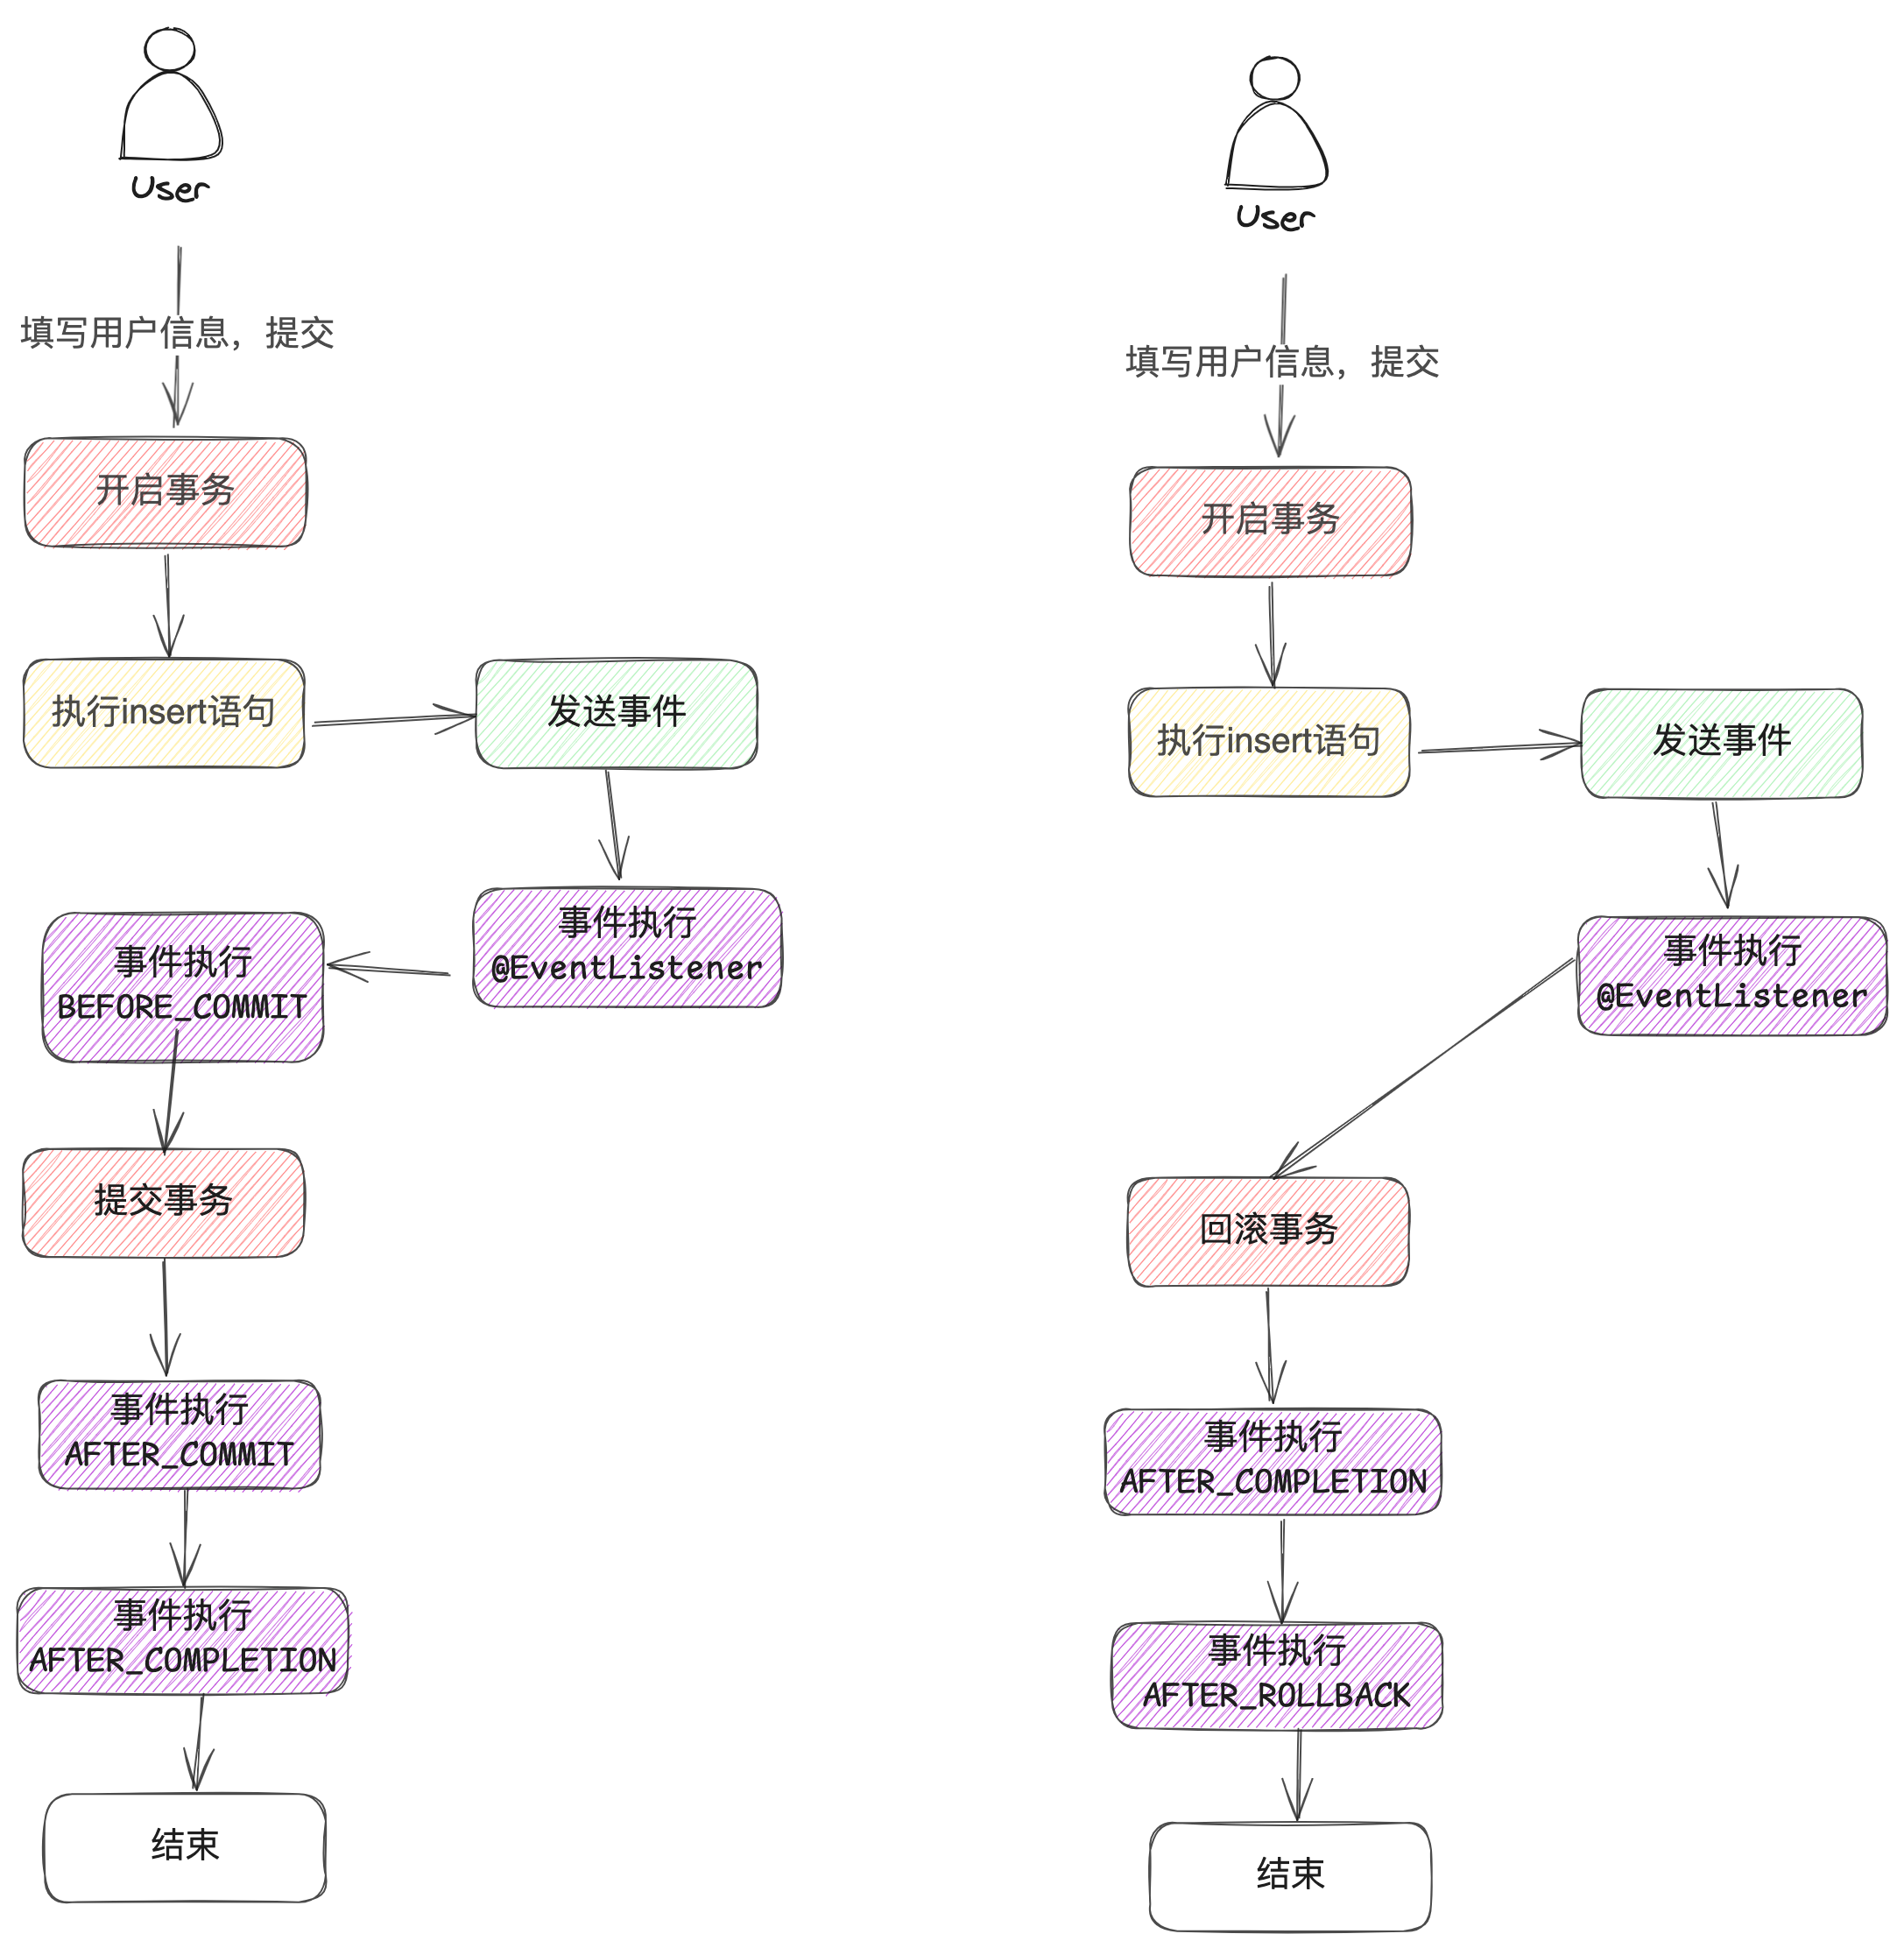 User
填写用户信息，提交
开启事务
执行insert语句
发送事件
事件执行
@EventListener
事件执行
BEFORE_COMMIT
提交事务
事件执行
AFTER_COMMIT
事件执行
AFTER_COMPLETION
结束
User
填写用户信息，提交
开启事务
执行insert语句
发送事件
事件执行
@EventListener
回滚事务
事件执行
AFTER_COMPLETION
事件执行
AFTER_ROLLBACK
结束